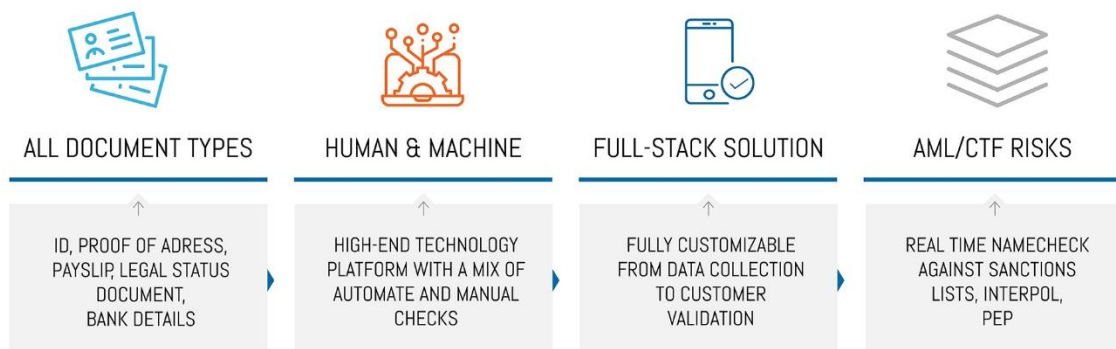 ALL DOCUMENT TYPES
ID, PROOF OF ADRESS,
PAYSLIP, LEGAL STATUS
DOCUMENT,
BANK DETAILS
HUMAN & MACHINE
HIGH-END TECHNOLOGY
PLATFORM WITH A MIX OF
AUTOMATE AND MANUAL
CHECKS
FULL-STACK SOLUTION
FULLY CUSTOMIZABLE
FROM DATA COLLECTION
TO CUSTOMER
VALIDATION
AML/CTF RISKS
REAL TIME NAMECHECK
AGAINST SANCTIONS
LISTS, INTERPOL,
PEP